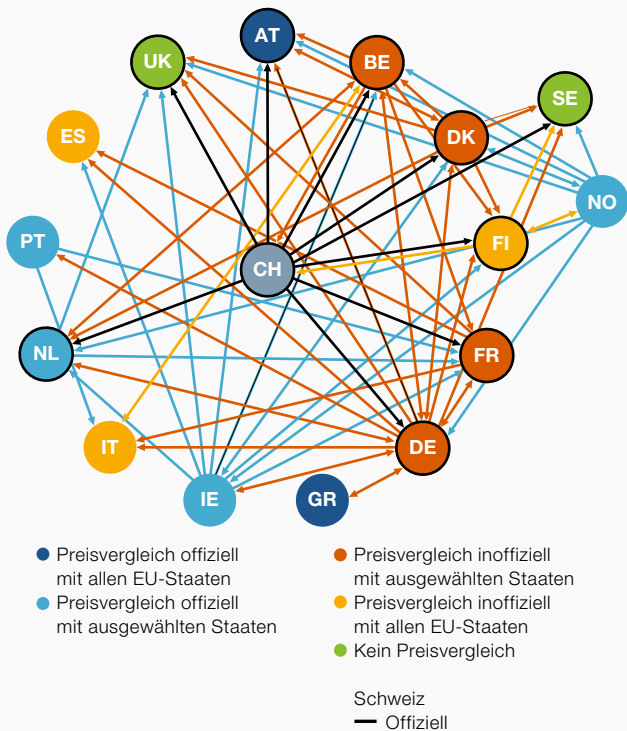 AT
UK
BE
SE
ES
DK
NO
PT
FI
CH
NL
FR
IT
DE
IE
GR
Preisvergleich offiziell
mit allen EU-Staaten
Preisvergleich offiziell
mit ausgewählten Staaten
Preisvergleich inoffiziell
mit ausgewählten Staaten
Preisvergleich inoffiziell
mit allen EU-Staaten
Kein Preisvergleich
Schweiz
Offiziell